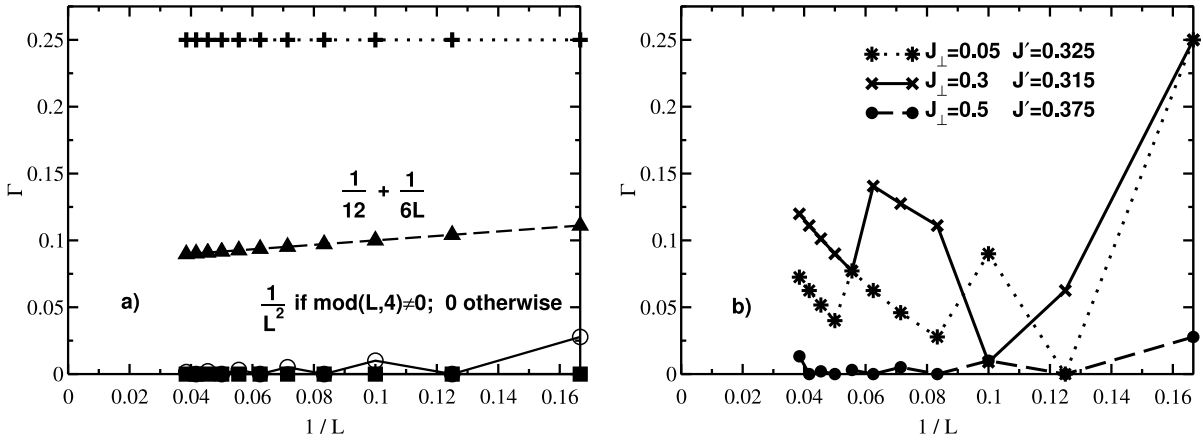 0.25
0.2
0.15
0.1
0.05
0
Γ
1/12 + 1/6L
a)
1/L² if mod(L,4)≠0; 0 otherwise
0 0.02 0.04 0.06 0.08 0.1 0.12 0.14 0.16
1 / L
0.25
0.2
0.15
0.1
0.05
0
Γ
J⊥=0.05 J′=0.325
J⊥=0.3 J′=0.315
J⊥=0.5 J′=0.375
b)
0 0.02 0.04 0.06 0.08 0.1 0.12 0.14 0.16
1 / L